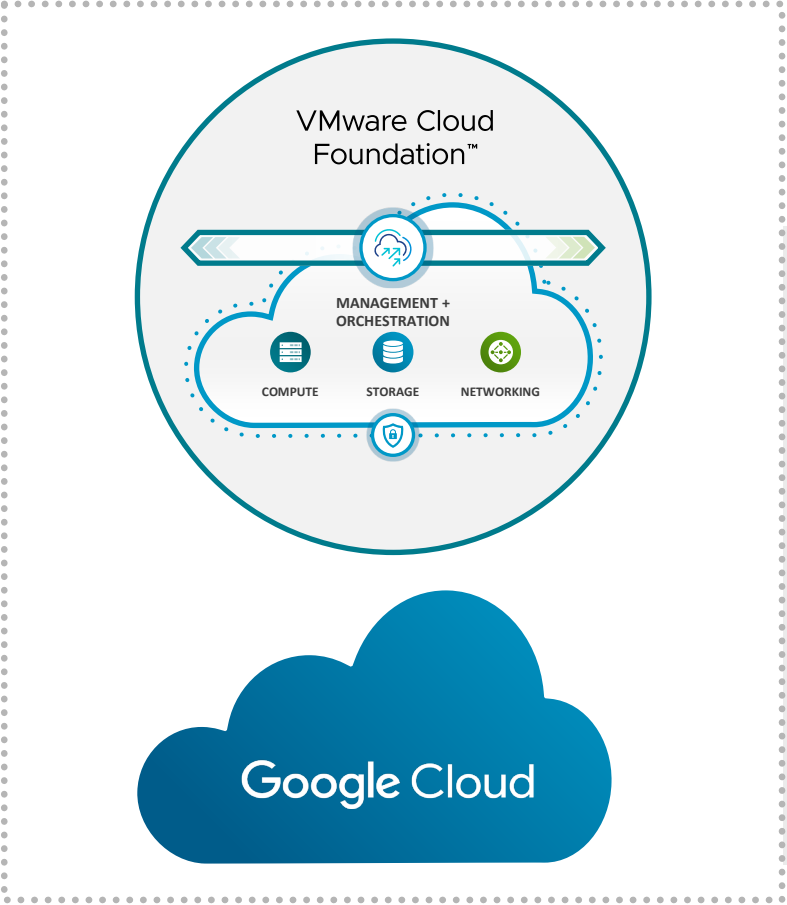 VMware Cloud
Foundation™
MANAGEMENT +
ORCHESTRATION
COMPUTE STORAGE NETWORKING
Google Cloud